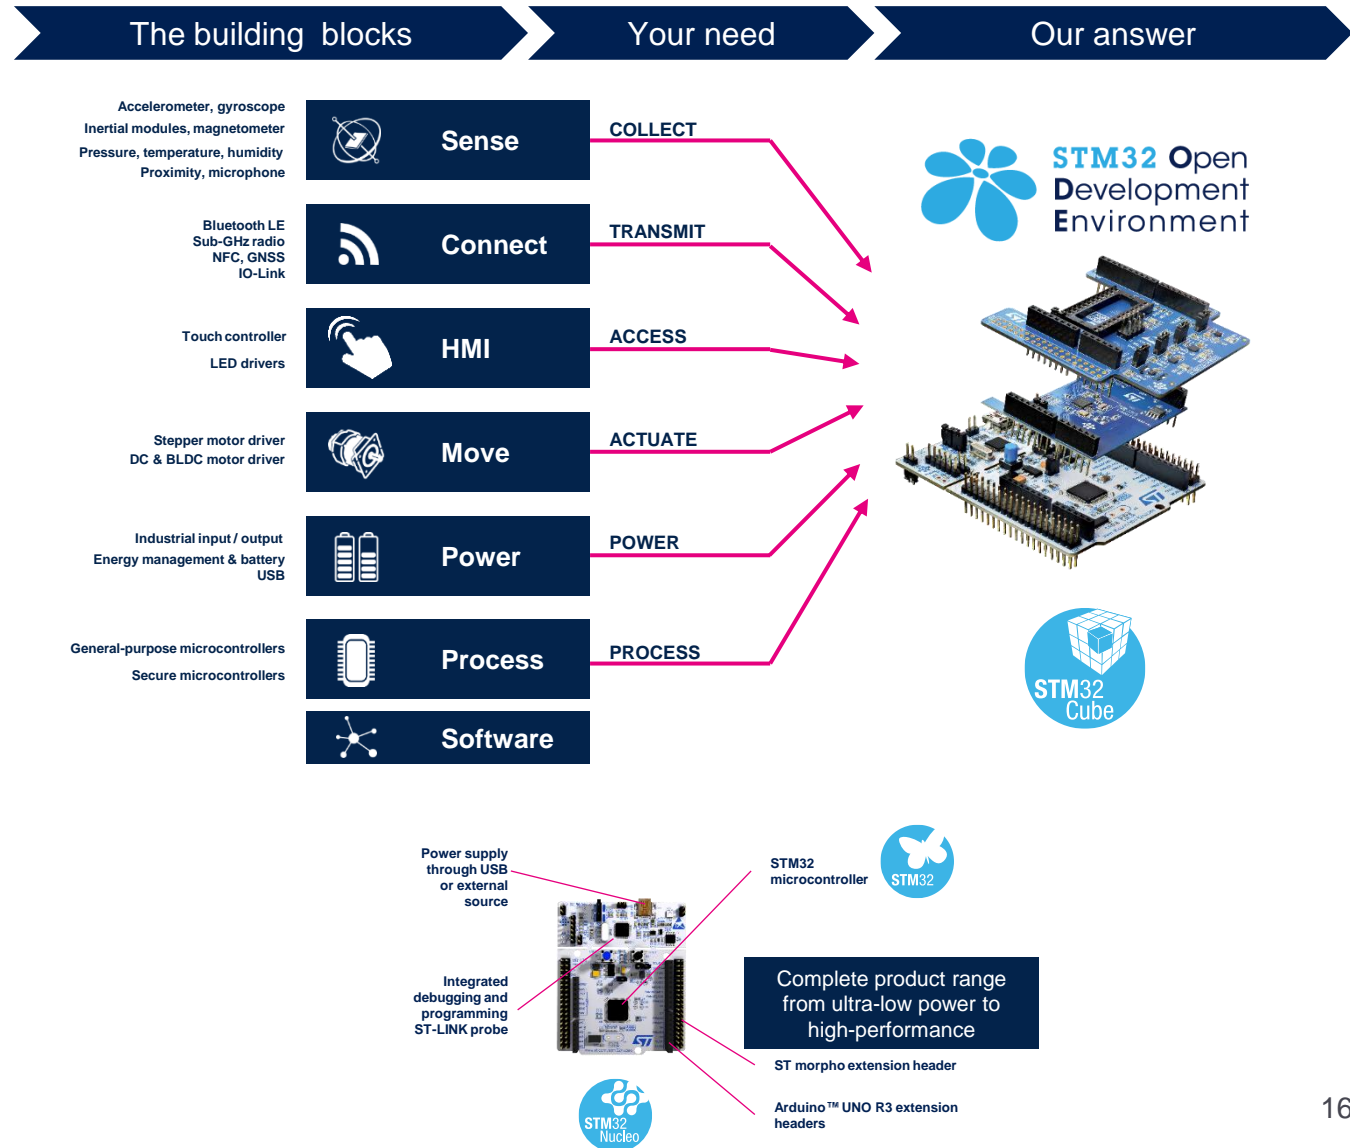 The building blocks
Your need
Our answer
Accelerometer, gyroscope
Inertial modules, magnetometer
Pressure, temperature, humidity
Proximity, microphone
Sense
COLLECT
STM32 Open
Development
Environment
Bluetooth LE
Sub-GHz radio
NFC, GNSS
IO-Link
Connect
TRANSMIT
Touch controller
LED drivers
HMI
ACCESS
Stepper motor driver
DC & BLDC motor driver
Move
ACTUATE
Industrial input / output
Energy management & battery
USB
Power
POWER
General-purpose microcontrollers
Secure microcontrollers
Process
PROCESS
STM32
Cube
Software
Power supply
through USB
or external
source
STM32
microcontroller
STM32
Integrated
debugging and
programming
ST-LINK probe
Complete product range
from ultra-low power to
high-performance
ST morpho extension header
Arduino™ UNO R3 extension
headers
STM32
Nucleo
16